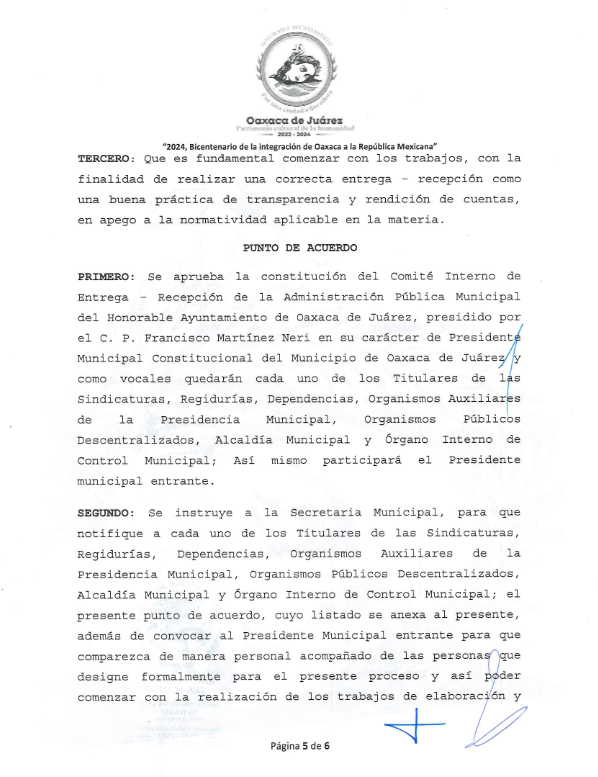 HONORABLE AYUNTAMIENTO
Por una ciudad educadora
Oaxaca de Juárez
Patrimonio cultural de la humanidad
2022 - 2024
"2024, Bicentenario de la integración de Oaxaca a la República Mexicana"
TERCERO: Que es fundamental comenzar con los trabajos, con la
finalidad de realizar una correcta entrega – recepción como
una buena práctica de transparencia y rendición de cuentas,
en apego a la normatividad aplicable en la materia.
PUNTO DE ACUERDO
PRIMERO: Se aprueba la constitución del Comité Interno de
Entrega – Recepción de la Administración Pública Municipal
del Honorable Ayuntamiento de Oaxaca de Juárez, presidido por
el C. P. Francisco Martínez Neri en su carácter de Presidente
Municipal Constitucional del Municipio de Oaxaca de Juárez y
como vocales quedarán cada uno de los Titulares de las
Sindicaturas, Regidurías, Dependencias, Organismos Auxiliares
de la Presidencia Municipal, Organismos Públicos
Descentralizados, Alcaldía Municipal y Órgano Interno de
Control Municipal; Así mismo participará el Presidente
municipal entrante.
SEGUNDO: Se instruye a la Secretaria Municipal, para que
notifique a cada uno de los Titulares de las Sindicaturas,
Regidurías, Dependencias, Organismos Auxiliares de la
Presidencia Municipal, Organismos Públicos Descentralizados,
Alcaldía Municipal y Órgano Interno de Control Municipal; el
presente punto de acuerdo, cuyo listado se anexa al presente,
además de convocar al Presidente Municipal entrante para que
comparezca de manera personal acompañado de las personas que
designe formalmente para el presente proceso y así poder
comenzar con la realización de los trabajos de elaboración y
Página 5 de 6